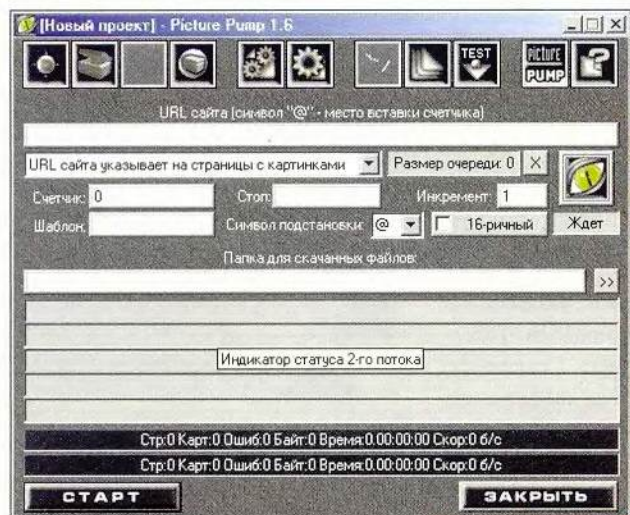 [Новый проект] - Picture Pump 1.6
TEST
picture PUMP
URL сайта (символ "@" - место вставки счетчика)
URL сайта указывает на страницы с картинками
Размер очереди: 0
X
Счетчик: 0
Стоп:
Инкремент: 1
Шаблон:
Символ подстановки: @
16-ричный
Ждет
Папка для скачанных файлов:
>>
Индикатор статуса 2-го потока
Стр:0 Карт:0 Ошиб:0 Байт:0 Время:0.00:00:00 Скор:0 б/с
Стр:0 Карт:0 Ошиб:0 Байт:0 Время:0.00:00:00 Скор:0 б/с
СТАРТ
ЗАКРЫТЬ